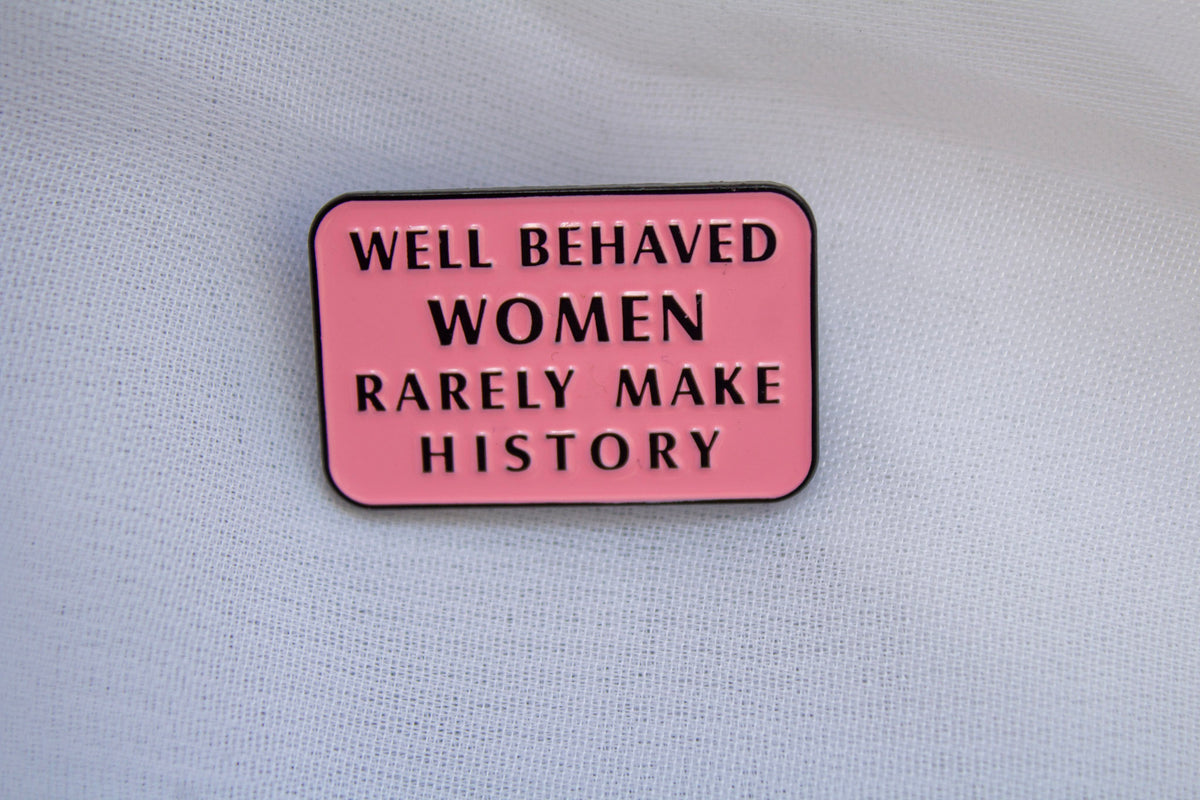 WELL BEHAVED
WOMEN
RARELY MAKE
HISTORY